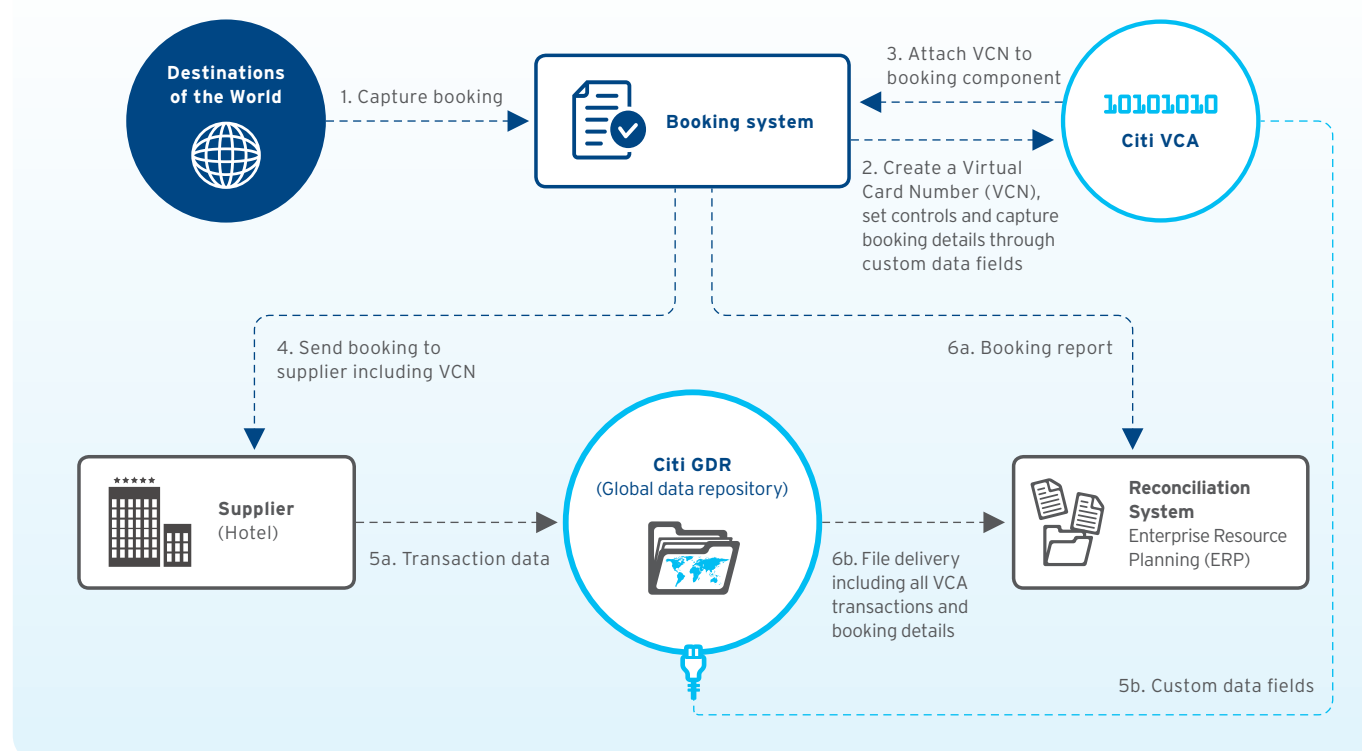 Destinations
of the World
1. Capture booking
Booking system
3. Attach VCN to
booking component
10101010
Citi VCA
2. Create a Virtual
Card Number (VCN),
set controls and capture
booking details through
custom data fields
4. Send booking to
supplier including VCN
6a. Booking report
Supplier
(Hotel)
5a. Transaction data
Citi GDR
(Global data repository)
6b. File delivery
including all VCA
transactions and
booking details
Reconciliation
System
Enterprise Resource
Planning (ERP)
5b. Custom data fields